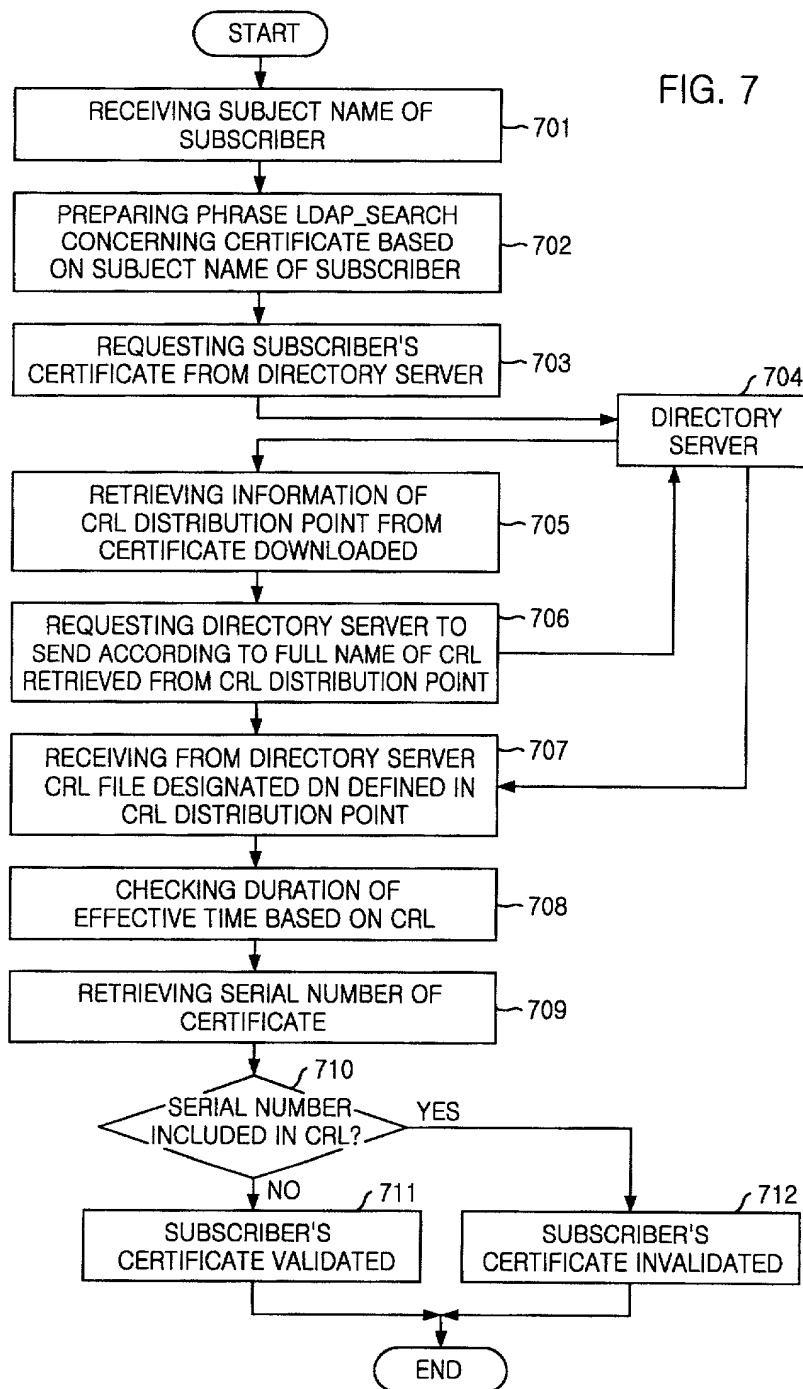 START
FIG. 7
RECEIVING SUBJECT NAME OF
SUBSCRIBER
701
PREPARING PHRASE LDAP_SEARCH
CONCERNING CERTIFICATE BASED
ON SUBJECT NAME OF SUBSCRIBER
702
REQUESTING SUBSCRIBER'S
CERTIFICATE FROM DIRECTORY SERVER
703
704
DIRECTORY
SERVER
RETRIEVING INFORMATION OF
CRL DISTRIBUTION POINT FROM
CERTIFICATE DOWNLOADED
705
REQUESTING DIRECTORY SERVER TO
SEND ACCORDING TO FULL NAME OF CRL
RETRIEVED FROM CRL DISTRIBUTION POINT
706
RECEIVING FROM DIRECTORY SERVER
CRL FILE DESIGNATED DN DEFINED IN
CRL DISTRIBUTION POINT
707
CHECKING DURATION OF
EFFECTIVE TIME BASED ON CRL
708
RETRIEVING SERIAL NUMBER OF
CERTIFICATE
709
710
SERIAL NUMBER
INCLUDED IN CRL?
YES
NO
711
SUBSCRIBER'S
CERTIFICATE VALIDATED
712
SUBSCRIBER'S
CERTIFICATE INVALIDATED
END